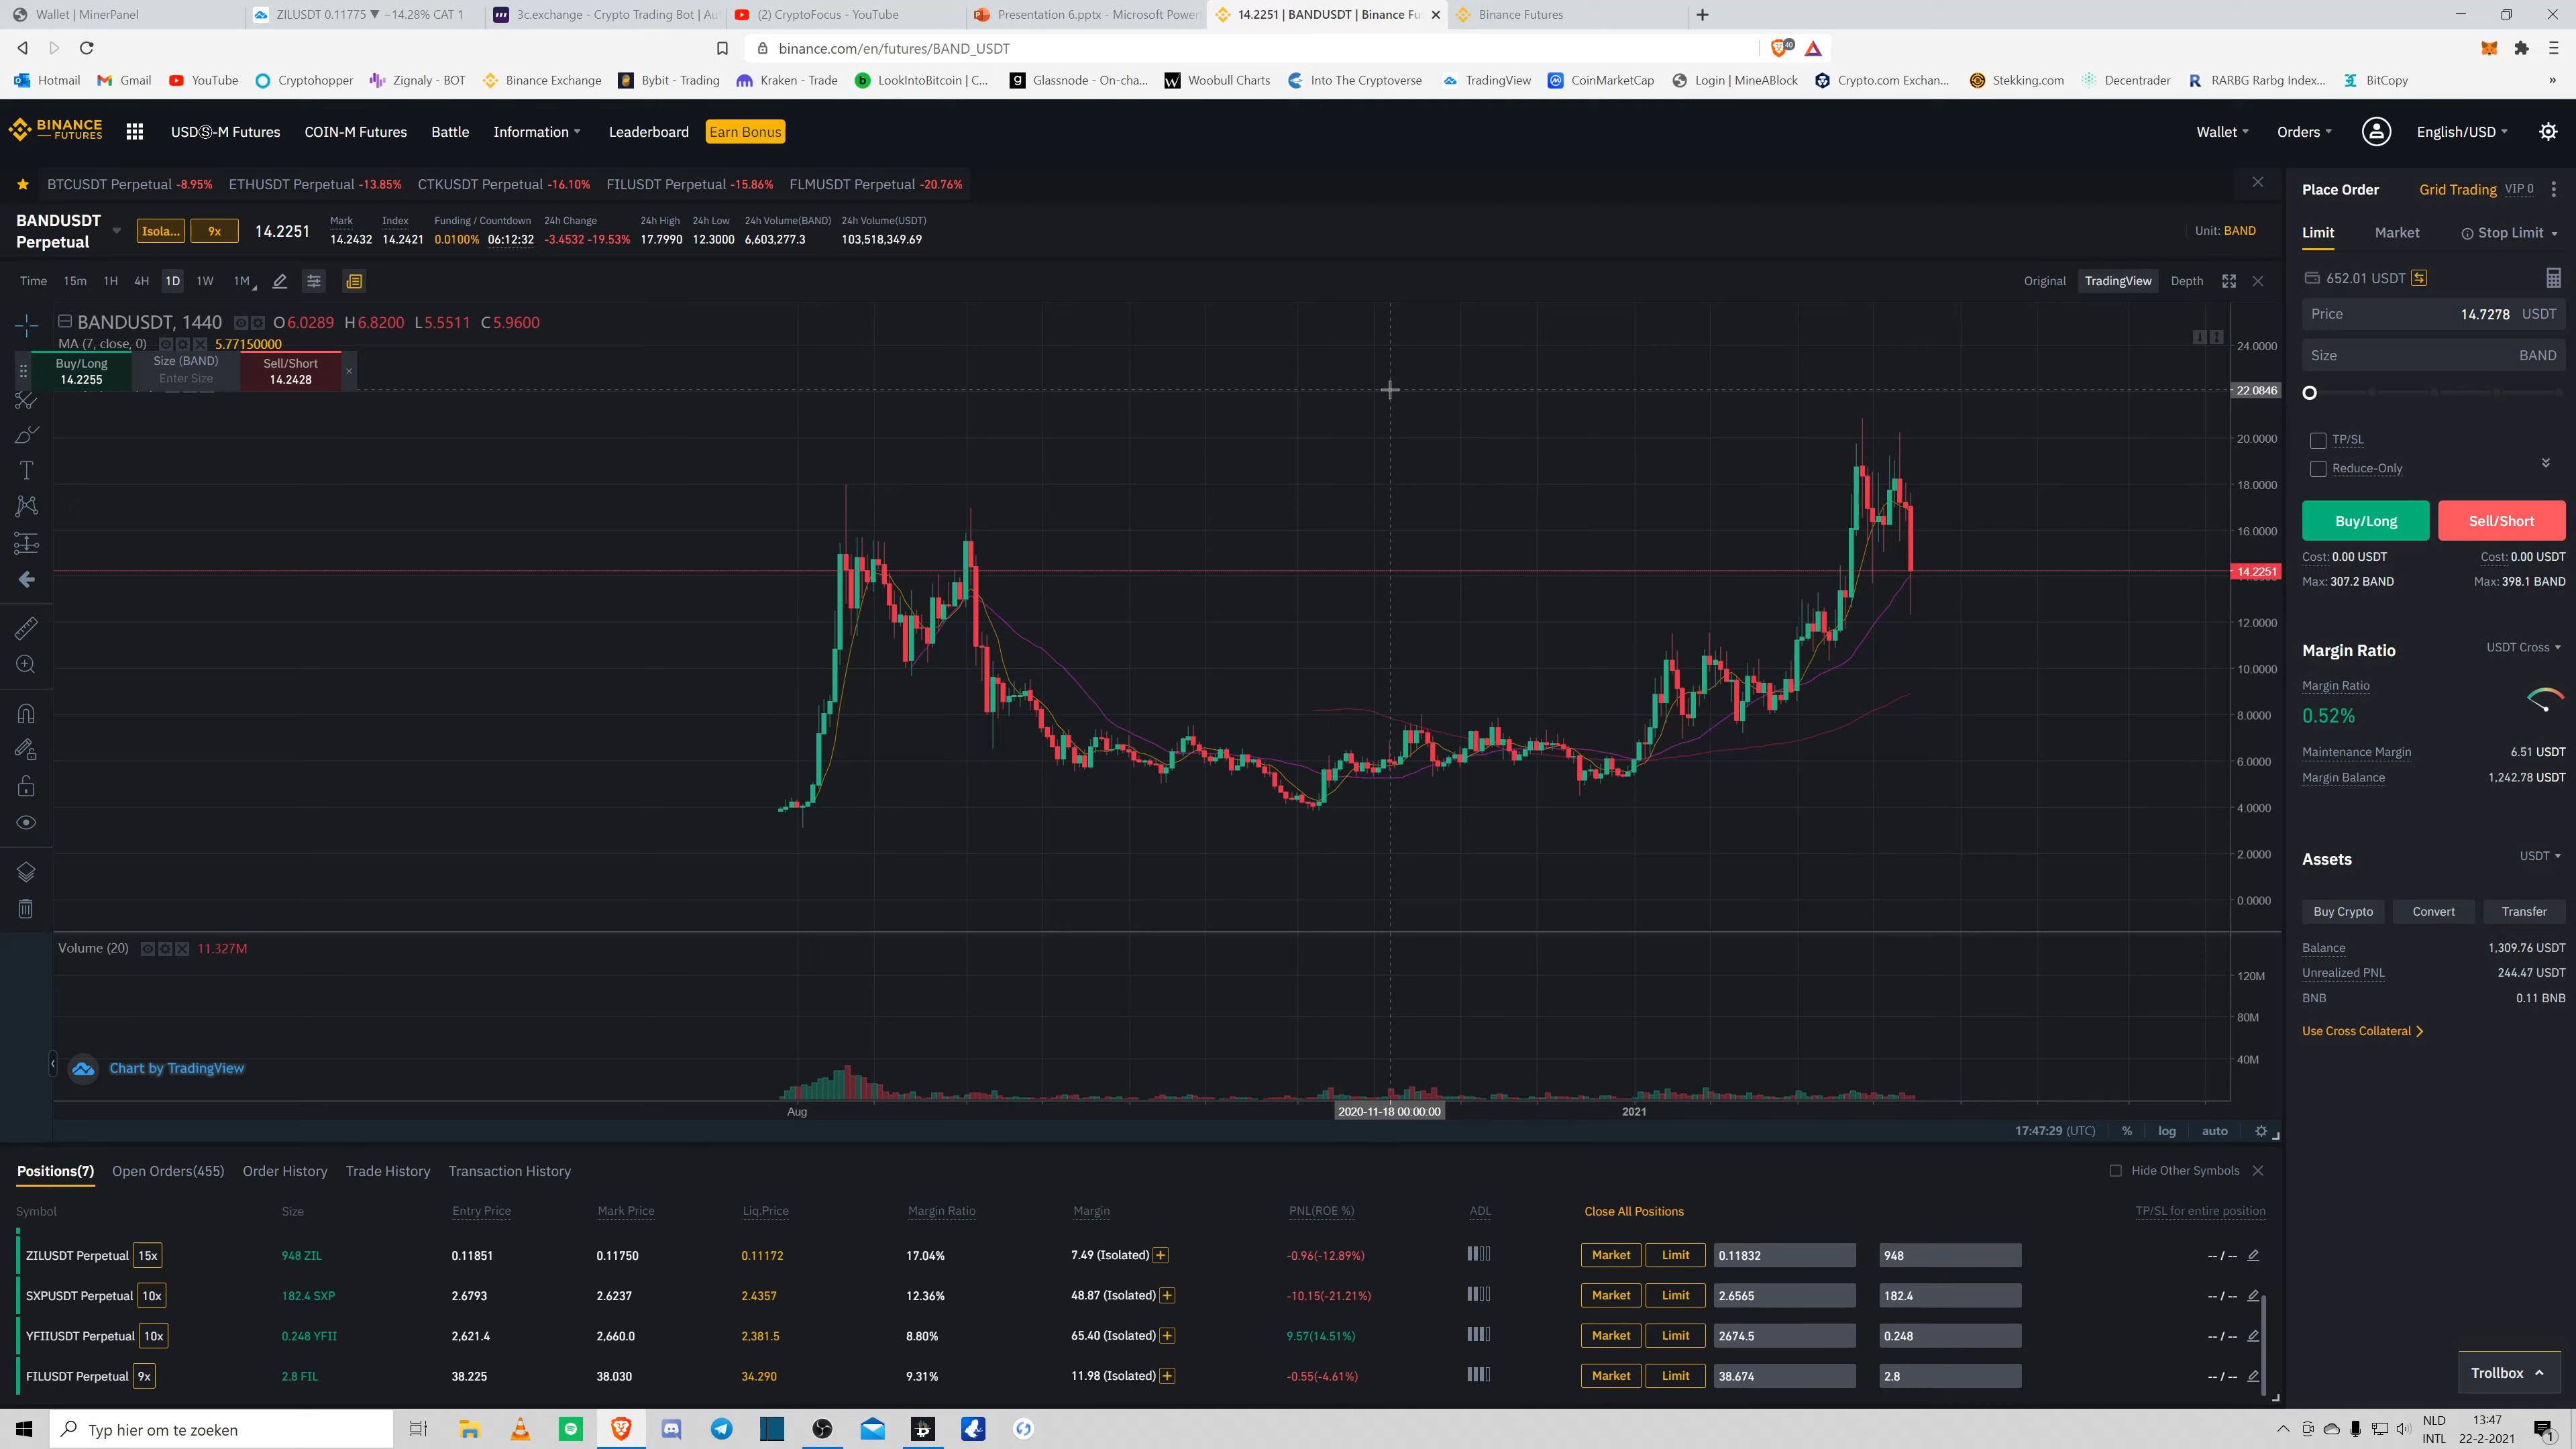 Wallet | MinerPanel
ZILUSDT 0.11775 ▼ −14.28% CAT 1
3c.exchange - Crypto Trading Bot | Au
(2) CryptoFocus - YouTube
Presentation 6.pptx - Microsoft Power
14.2251 | BANDUSDT | Binance Fu
Binance Futures
binance.com/en/futures/BAND_USDT
40
Hotmail Gmail YouTube Cryptohopper Zignaly - BOT Binance Exchange Bybit - Trading Kraken - Trade LookIntoBitcoin | C... Glassnode - On-cha... Woobull Charts Into The Cryptoverse TradingView CoinMarketCap Login | MineABlock Crypto.com Exchan... Stekking.com Decentrader RARBG Rarbg Index... BitCopy
BINANCE FUTURES
USDⓈ-M Futures COIN-M Futures Battle Information Leaderboard Earn Bonus
Wallet Orders English/USD
BTCUSDT Perpetual -8.95% ETHUSDT Perpetual -13.85% CTKUSDT Perpetual -16.10% FILUSDT Perpetual -15.86% FLMUSDT Perpetual -20.76%
BANDUSDT Perpetual
Isola... 9x
14.2251
Mark 14.2432
Index 14.2421
Funding / Countdown 0.0100% 06:12:32
24h Change -3.4532 -19.53%
24h High 17.7990
24h Low 12.3000
24h Volume(BAND) 6,603,277.3
24h Volume(USDT) 103,518,349.69
Unit: BAND
Time 15m 1H 4H 1D 1W 1M
Original TradingView Depth
BANDUSDT, 1440 O6.0289 H6.8200 L5.5511 C5.9600
MA (7, close, 0) 5.77150000
Buy/Long 14.2255
Size (BAND) Enter Size
Sell/Short 14.2428
24.0000
22.0846
20.0000
18.0000
16.0000
14.2251
12.0000
10.0000
8.0000
6.0000
4.0000
2.0000
0.0000
Volume (20) 11.327M
120M
80M
40M
Chart by TradingView
Aug
2020-11-18 00:00:00
2021
17:47:29 (UTC) % log auto
Place Order Grid Trading VIP 0
Limit Market Stop Limit
652.01 USDT
Price 14.7278 USDT
Size BAND
TP/SL
Reduce-Only
Buy/Long Sell/Short
Cost: 0.00 USDT Cost: 0.00 USDT
Max: 307.2 BAND Max: 398.1 BAND
Margin Ratio USDT Cross
Margin Ratio
0.52%
Maintenance Margin 6.51 USDT
Margin Balance 1,242.78 USDT
Assets USDT
Buy Crypto Convert Transfer
Balance 1,309.76 USDT
Unrealized PNL 244.47 USDT
BNB 0.11 BNB
Use Cross Collateral
Positions(7) Open Orders(455) Order History Trade History Transaction History
Hide Other Symbols
Symbol Size Entry Price Mark Price Liq.Price Margin Ratio Margin PNL(ROE %) ADL Close All Positions TP/SL for entire position
ZILUSDT Perpetual 15x 948 ZIL 0.11851 0.11750 0.11172 17.04% 7.49 (Isolated) -0.96(-12.89%) Market Limit 0.11832 948 -- / --
SXPUSDT Perpetual 10x 182.4 SXP 2.6793 2.6237 2.4357 12.36% 48.87 (Isolated) -10.15(-21.21%) Market Limit 2.6565 182.4 -- / --
YFIIUSDT Perpetual 10x 0.248 YFII 2,621.4 2,660.0 2,381.5 8.80% 65.40 (Isolated) 9.57(14.51%) Market Limit 2674.5 0.248 -- / --
FILUSDT Perpetual 9x 2.8 FIL 38.225 38.030 34.290 9.31% 11.98 (Isolated) -0.55(-4.61%) Market Limit 38.674 2.8 -- / --
Trollbox
Typ hier om te zoeken
NLD INTL
13:47
22-2-2021
1